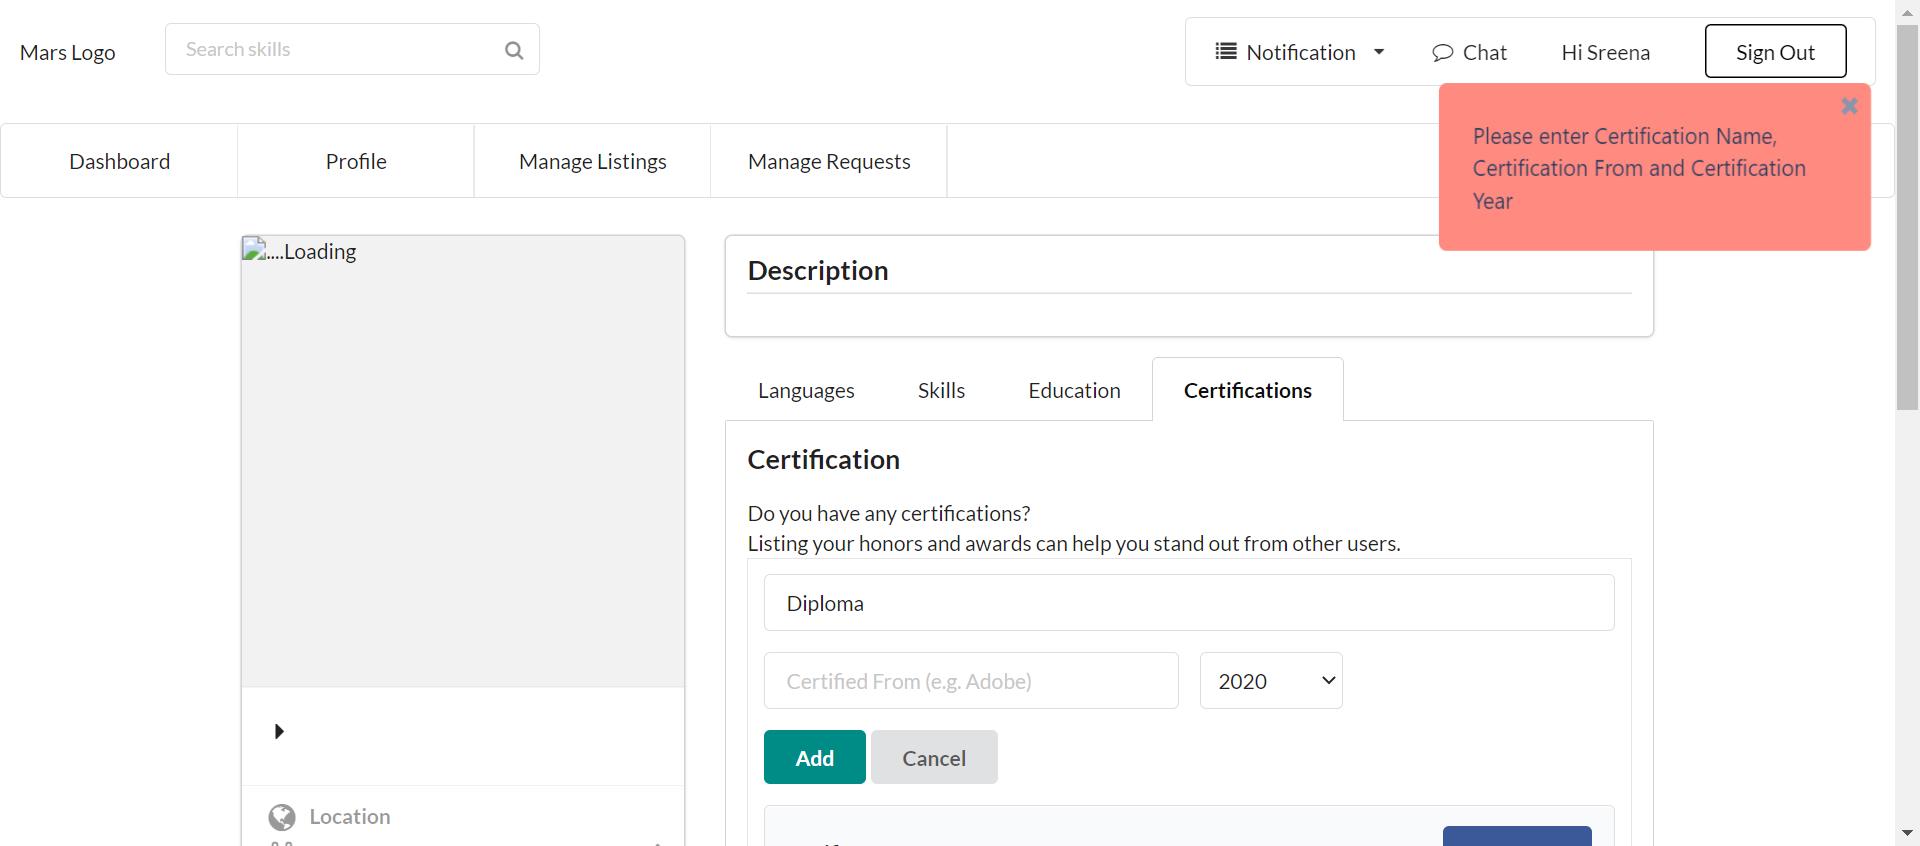 Mars Logo
Search skills
Notification
Chat
Hi Sreena
Sign Out
Please enter Certification Name,
Certification From and Certification
Year
Dashboard
Profile
Manage Listings
Manage Requests
....Loading
Description
Languages
Skills
Education
Certifications
Certification
Do you have any certifications?
Listing your honors and awards can help you stand out from other users.
Diploma
Certified From (e.g. Adobe)
2020
Add
Cancel
Location